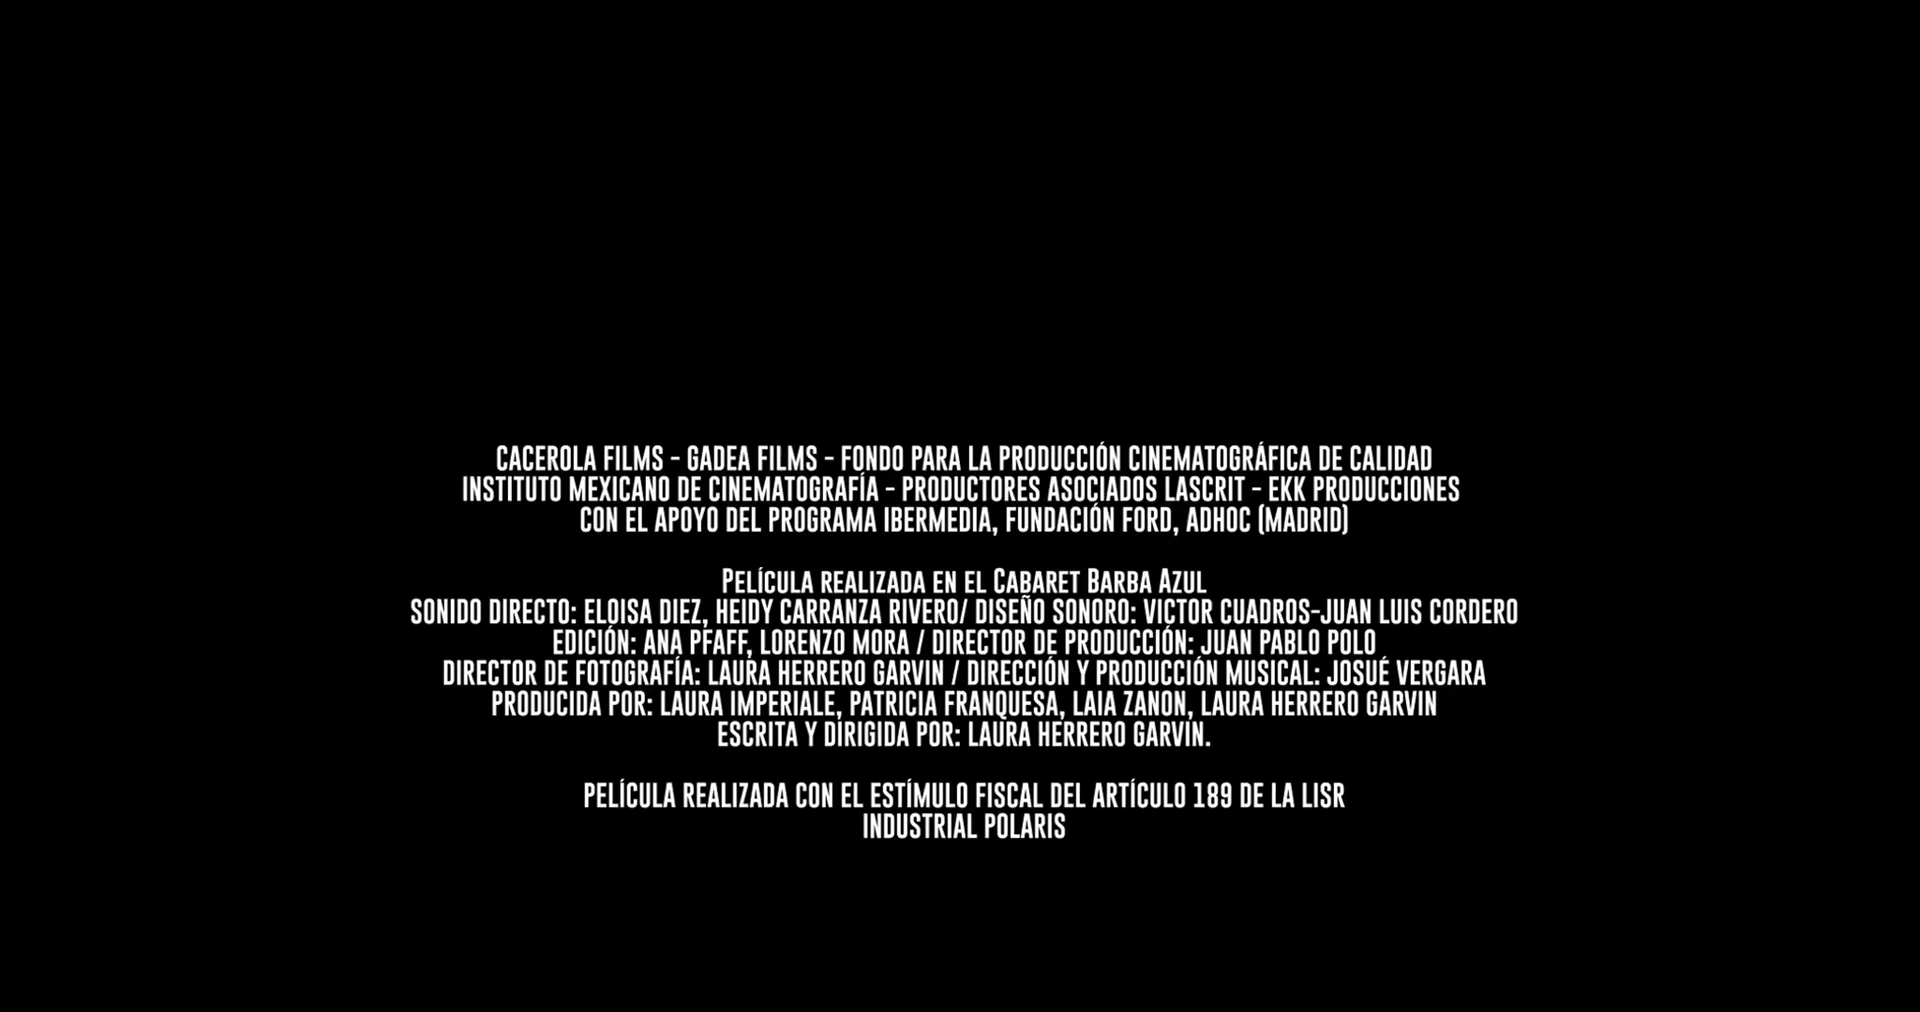 CACEROLA FILMS - GADEA FILMS - FONDO PARA LA PRODUCCIÓN CINEMATOGRÁFICA DE CALIDAD
INSTITUTO MEXICANO DE CINEMATOGRAFÍA - PRODUCTORES ASOCIADOS LASCRIT - EKK PRODUCCIONES
CON EL APOYO DEL PROGRAMA IBERMEDIA, FUNDACIÓN FORD, ADHOC (MADRID)
PELÍCULA REALIZADA EN EL CABARET BARBA AZUL
SONIDO DIRECTO: ELOISA DIEZ, HEIDY CARRANZA RIVERO/ DISEÑO SONORO: VICTOR CUADROS-JUAN LUIS CORDERO
EDICIÓN: ANA PFAFF, LORENZO MORA / DIRECTOR DE PRODUCCIÓN: JUAN PABLO POLO
DIRECTOR DE FOTOGRAFÍA: LAURA HERRERO GARVIN / DIRECCIÓN Y PRODUCCIÓN MUSICAL: JOSUÉ VERGARA
PRODUCIDA POR: LAURA IMPERIALE, PATRICIA FRANQUESA, LAIA ZANON, LAURA HERRERO GARVIN
ESCRITA Y DIRIGIDA POR: LAURA HERRERO GARVIN.
PELÍCULA REALIZADA CON EL ESTÍMULO FISCAL DEL ARTÍCULO 189 DE LA LISR
INDUSTRIAL POLARIS